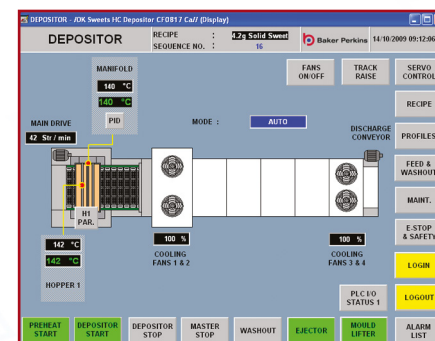 DEPOSITOR - JDK Sweets HC Depositor CFD817 Call (Display)
DEPOSITOR
RECIPE : 4.2g Solid Sweet
SEQUENCE NO. : 16
Baker Perkins
14/10/2009 09:12:06
MANIFOLD
140 °C
140 °C
PID
FANS ON/OFF
TRACK RAISE
SERVO CONTROL
RECIPE
MAIN DRIVE
42 Str / min
MODE : AUTO
DISCHARGE CONVEYOR
PROFILES
FEED & WASHOUT
MAINT.
H1 PAR.
E-STOP & SAFETY
142 °C
142 °C
HOPPER 1
100 %
COOLING FANS 1 & 2
100 %
COOLING FANS 3 & 4
LOGIN
PLC I/O STATUS 1
LOGOUT
PREHEAT START
DEPOSITOR START
DEPOSITOR STOP
MASTER STOP
WASHOUT
EJECTOR
MOULD LIFTER
ALARM LIST